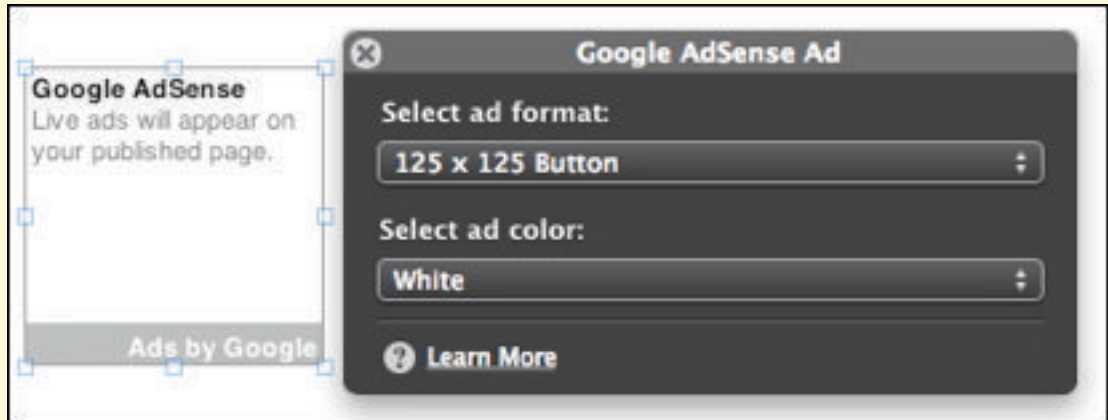 Google AdSense
Live ads will appear on
your published page.
Ads by Google
Google AdSense Ad
Select ad format:
125 x 125 Button
Select ad color:
White
Learn More